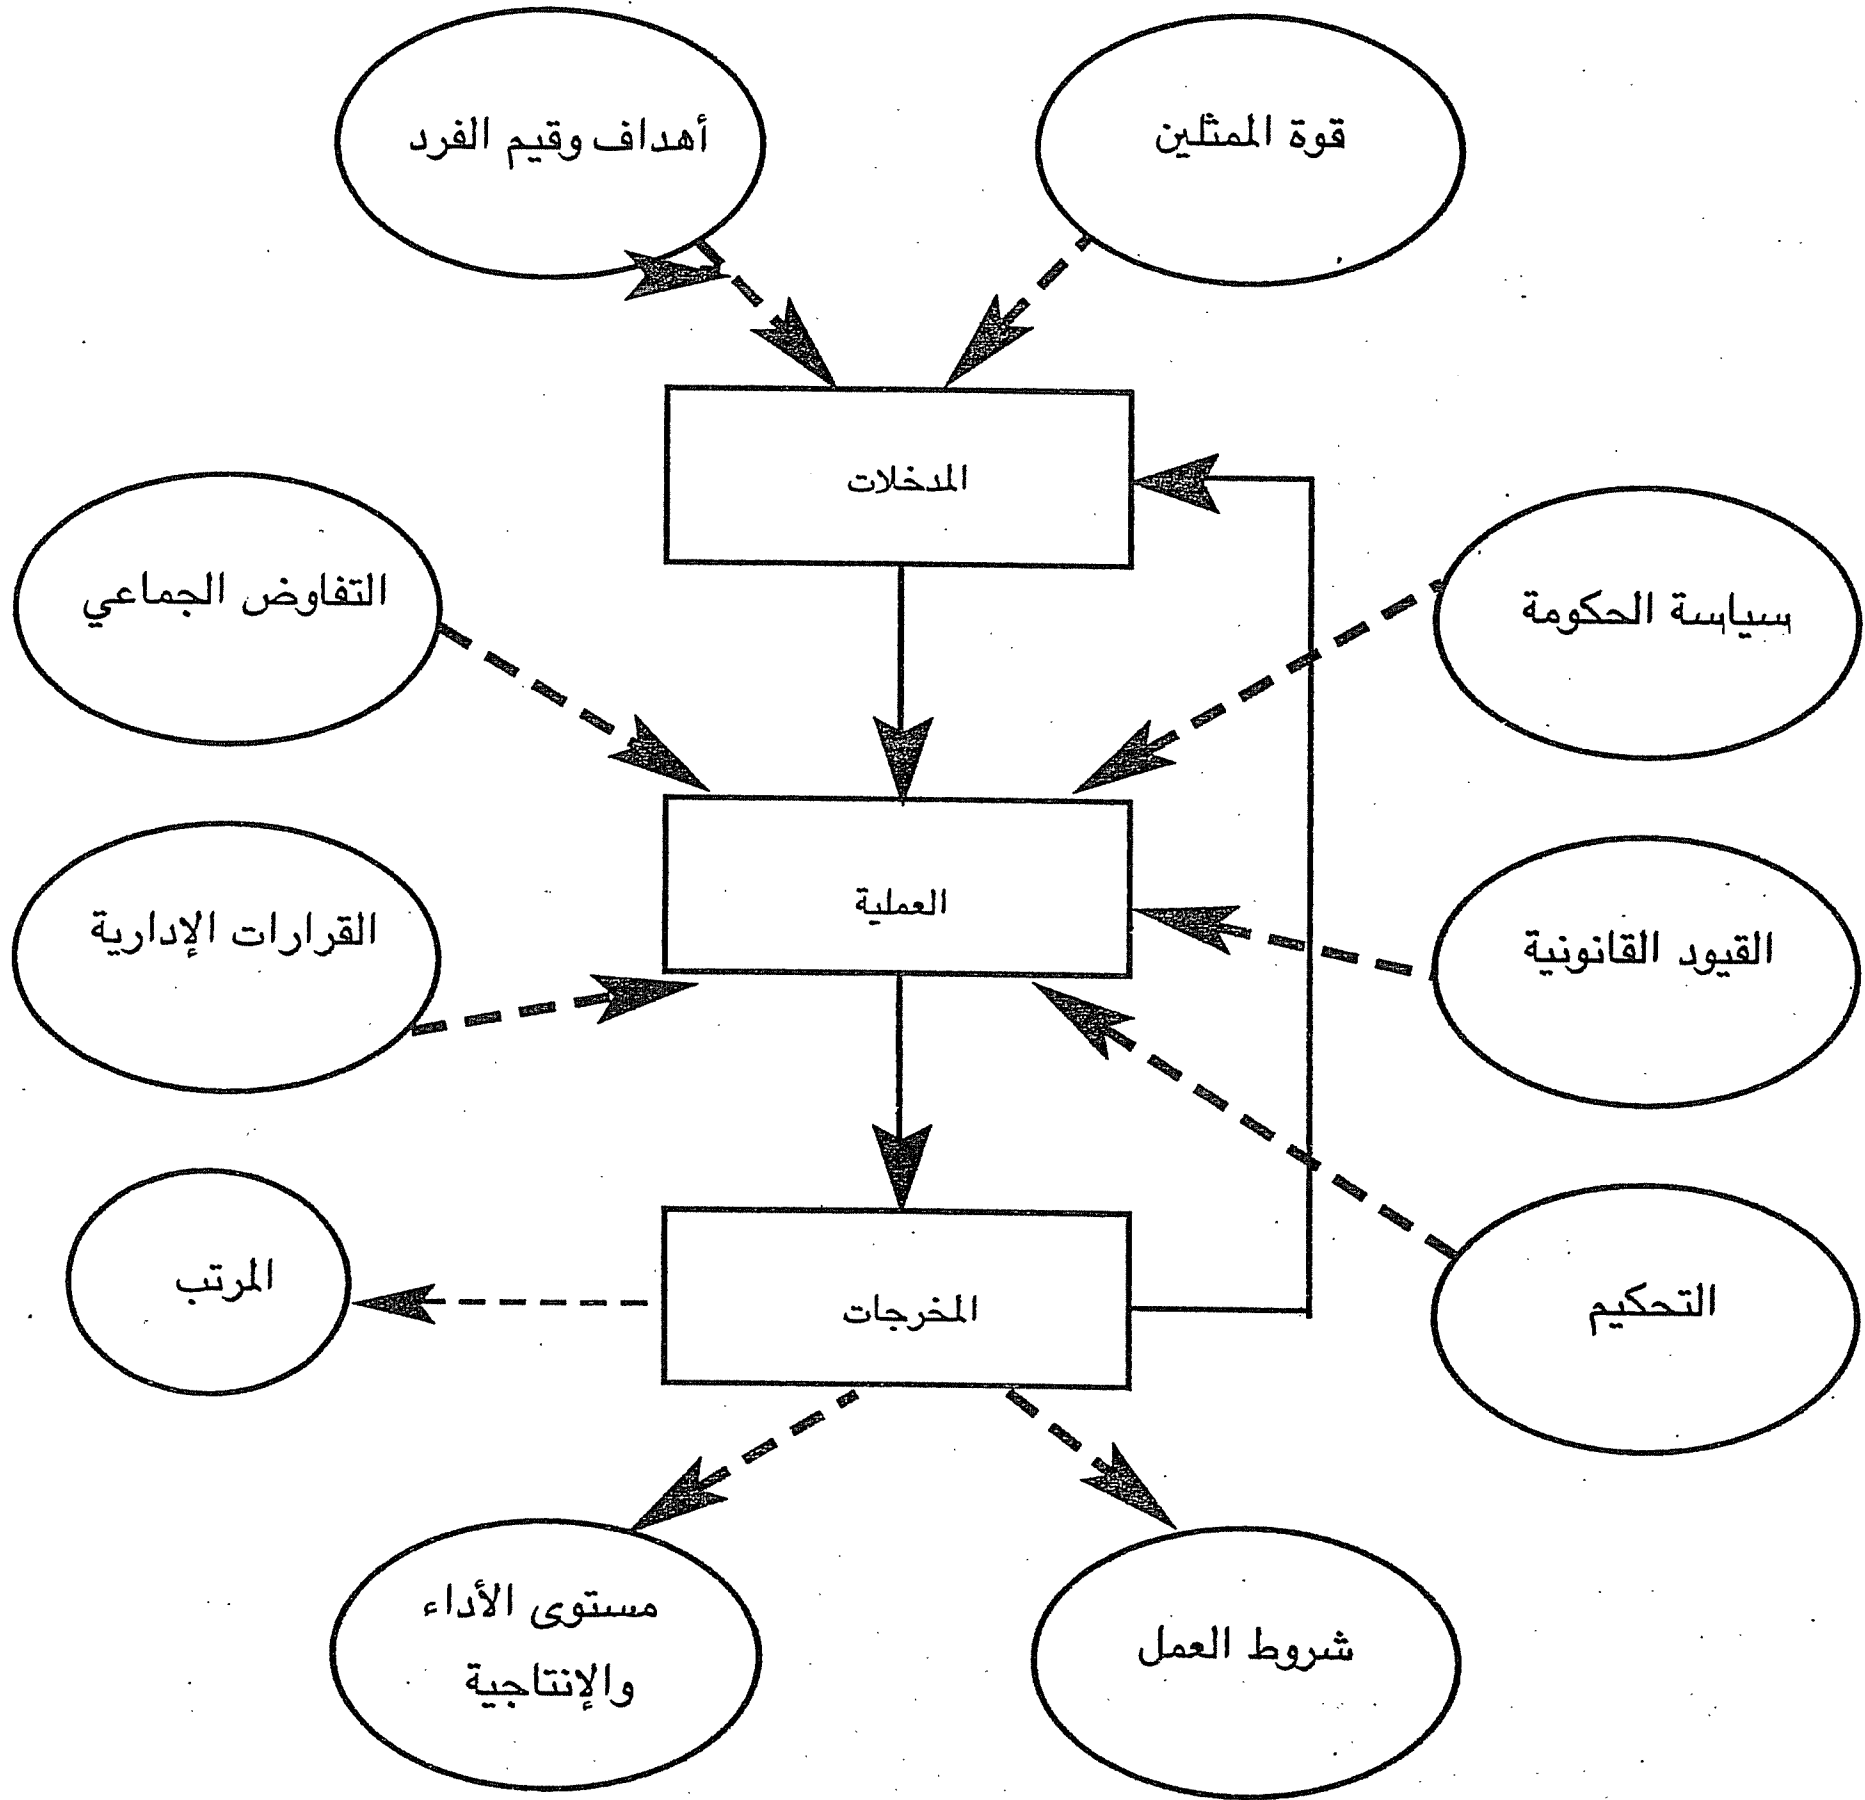 قوة الممثلين
أهداف وقيم الفرد
المدخلات
سياسة الحكومة
التفاوض الجماعي
العملية
القيود القانونية
القرارات الإدارية
التحكيم
المخرجات
المرتب
شروط العمل
مستوى الأداء
والإنتاجية